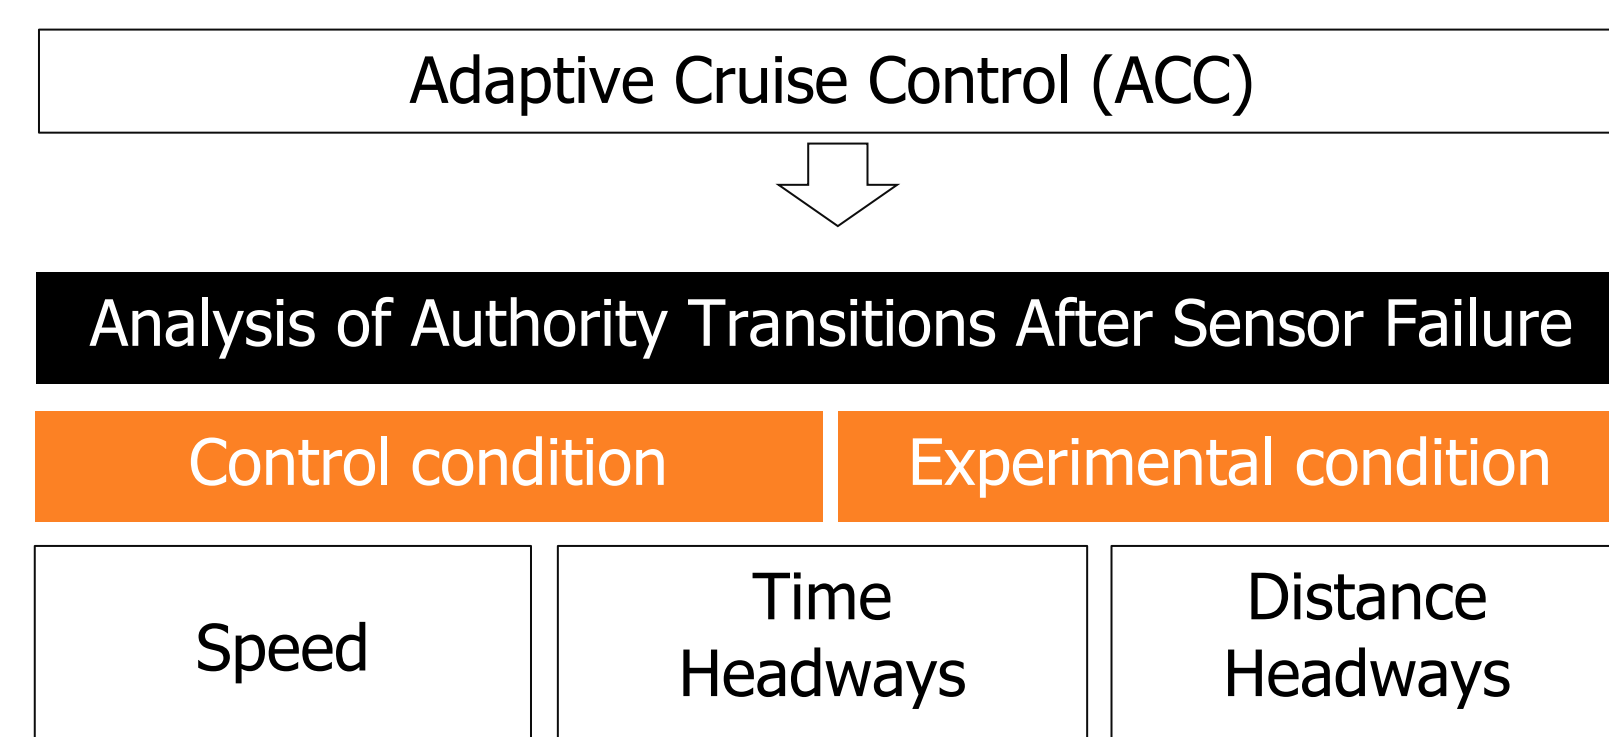 Adaptive Cruise Control (ACC)
Analysis of Authority Transitions After Sensor Failure
Control condition
Experimental condition
Speed
Time
Headways
Distance
Headways